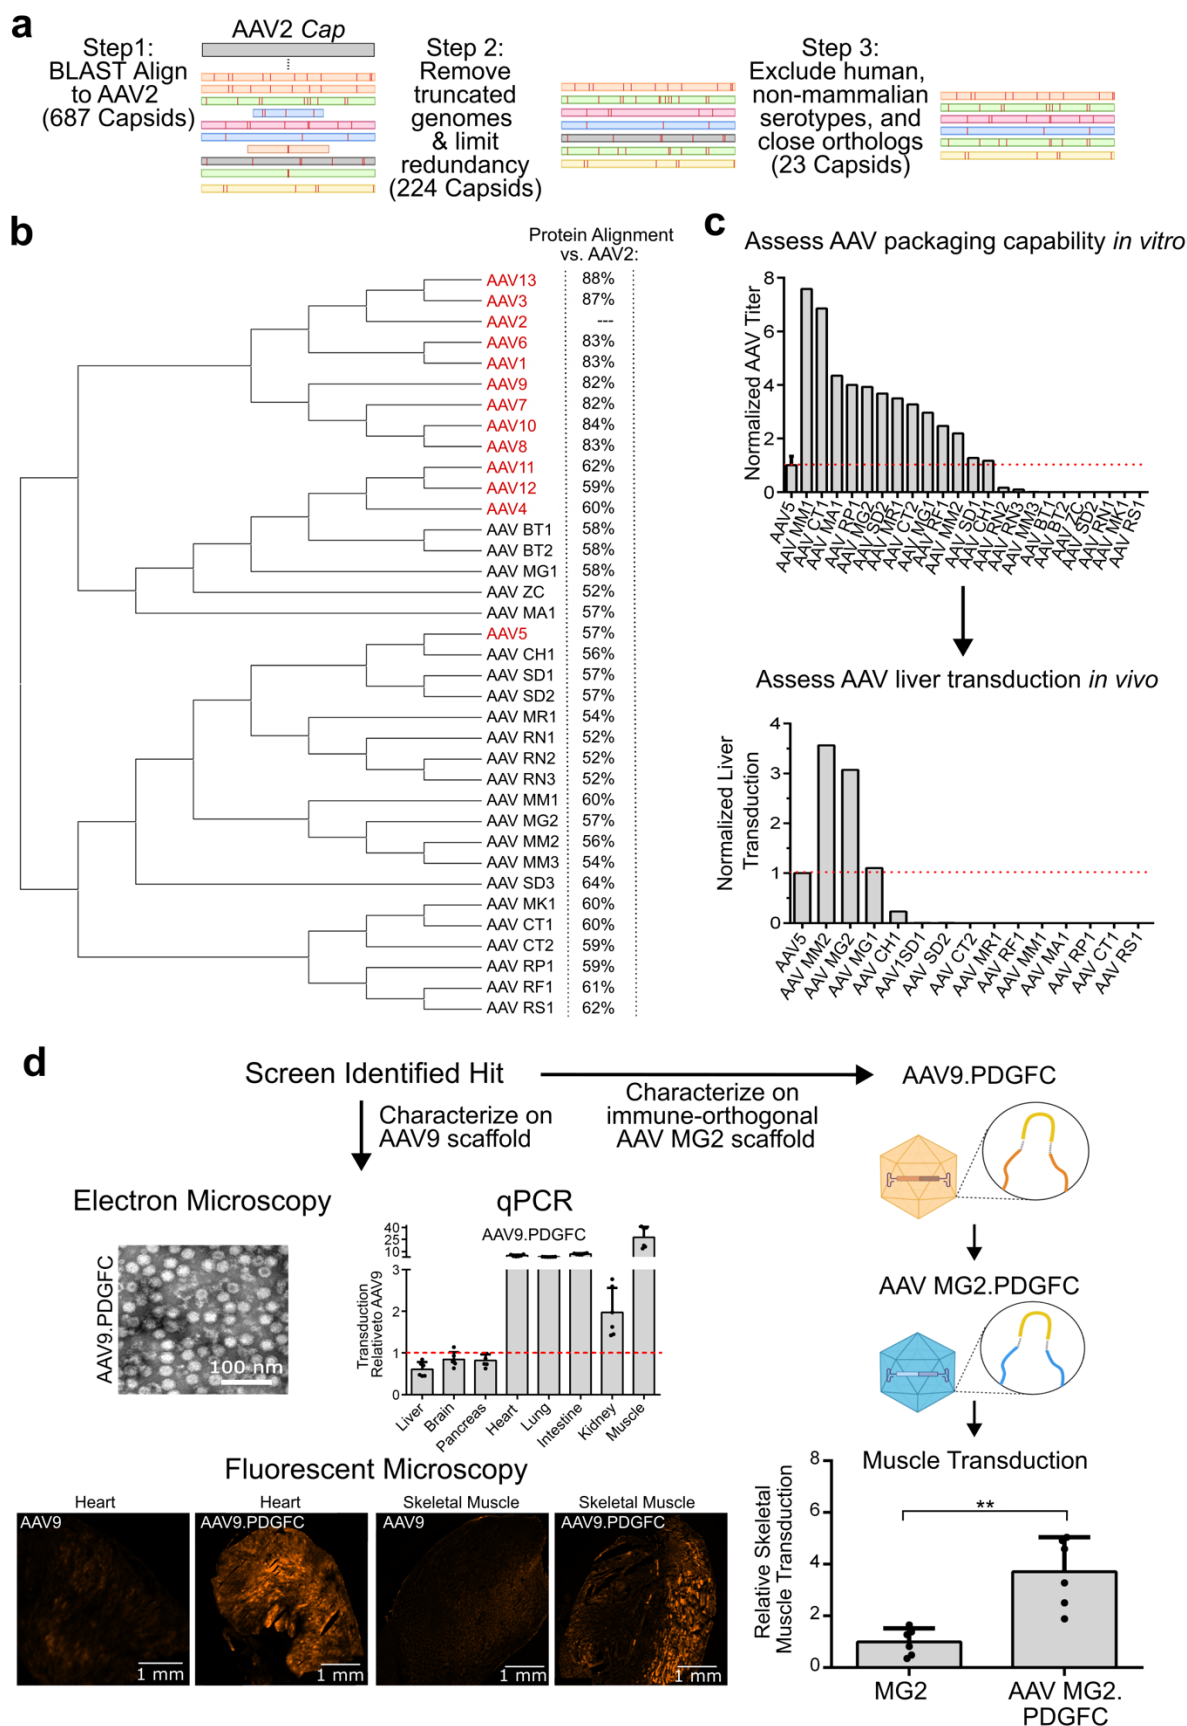 a
Step1:
BLAST Align
to AAV2
(687 Capsids)
AAV2 Cap
Step 2:
Remove
truncated
genomes
& limit
redundancy
(224 Capsids)
Step 3:
Exclude human,
non-mammalian
serotypes, and
close orthologs
(23 Capsids)
b
Protein Alignment
vs. AAV2:
AAV13 88%
AAV3 87%
AAV2 ---
AAV6 83%
AAV1 83%
AAV9 82%
AAV7 82%
AAV10 84%
AAV8 83%
AAV11 62%
AAV12 59%
AAV4 60%
AAV BT1 58%
AAV BT2 58%
AAV MG1 58%
AAV ZC 52%
AAV MA1 57%
AAV5 57%
AAV CH1 56%
AAV SD1 57%
AAV SD2 57%
AAV MR1 54%
AAV RN1 52%
AAV RN2 52%
AAV RN3 52%
AAV MM1 60%
AAV MG2 57%
AAV MM2 56%
AAV MM3 54%
AAV SD3 64%
AAV MK1 60%
AAV CT1 60%
AAV CT2 59%
AAV RP1 59%
AAV RF1 61%
AAV RS1 62%
c
Assess AAV packaging capability in vitro
Normalized AAV Titer
8
6
4
2
0
AAV5
AAV MM1
AAV CT1
AAV MA1
AAV RP1
AAV MG2
AAV SD2
AAV MR1
AAV CT2
AAV MG1
AAV RF1
AAV MM2
AAV SD1
AAV CH1
AAV RN2
AAV RN3
AAV MM3
AAV BT1
AAV BT2
AAV ZC
AAV SD2
AAV RN1
AAV MK1
AAV RS1
Assess AAV liver transduction in vivo
Normalized Liver
Transduction
4
3
2
1
0
AAV5
AAV MM2
AAV MG2
AAV MG1
AAV CH1
AAV1SD1
AAV SD2
AAV CT2
AAV MR1
AAV RF1
AAV MM1
AAV MA1
AAV RP1
AAV CT1
AAV RS1
d
Screen Identified Hit
Characterize on
AAV9 scaffold
Characterize on
immune-orthogonal
AAV MG2 scaffold
AAV9.PDGFC
Electron Microscopy
AAV9.PDGFC
100 nm
qPCR
AAV9.PDGFC
Transduction
Relativeto AAV9
40
25
10
3
2
1
0
Liver
Brain
Pancreas
Heart
Lung
Intestine
Kidney
Muscle
AAV MG2.PDGFC
Fluorescent Microscopy
Heart
AAV9
1 mm
Heart
AAV9.PDGFC
1 mm
Skeletal Muscle
AAV9
1 mm
Skeletal Muscle
AAV9.PDGFC
1 mm
Muscle Transduction
Relative Skeletal
Muscle Transduction
8
6
4
2
0
**
MG2
AAV MG2.
PDGFC